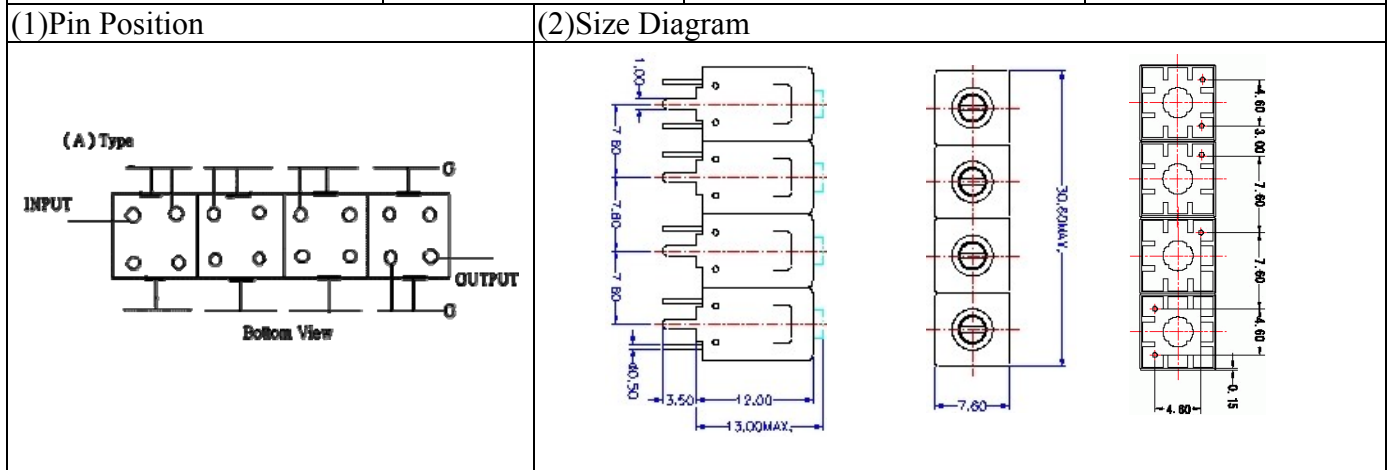 (1)Pin Position
(2)Size Diagram
(A)Type
G
INPUT
OUTPUT
G
Bottom View
1.00
7.60
7.60
7.60
Φ0.50
3.50
12.00
13.00MAX.
30.60MAX.
7.60
4.60
3.00
7.60
7.60
4.60
0.15
4.60